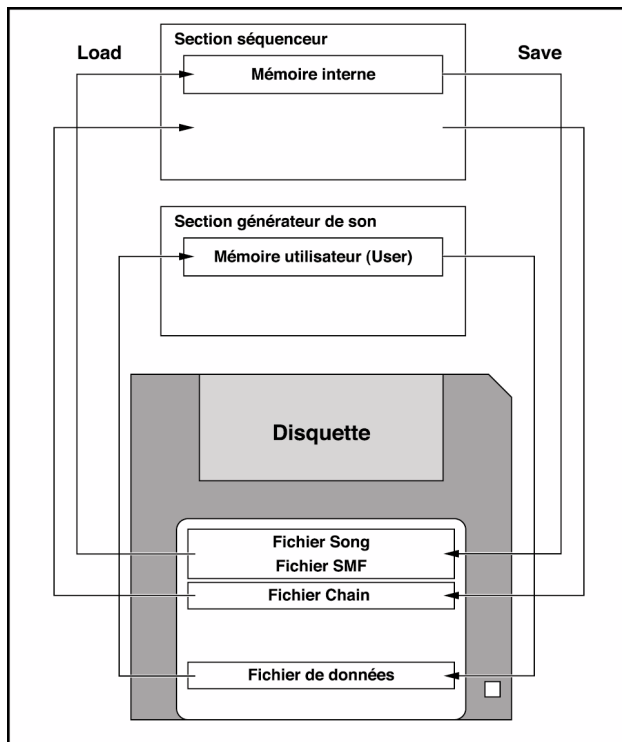 Load
Save
Section séquenceur
Mémoire interne
Section générateur de son
Mémoire utilisateur (User)
Disquette
Fichier Song
Fichier SMF
Fichier Chain
Fichier de données